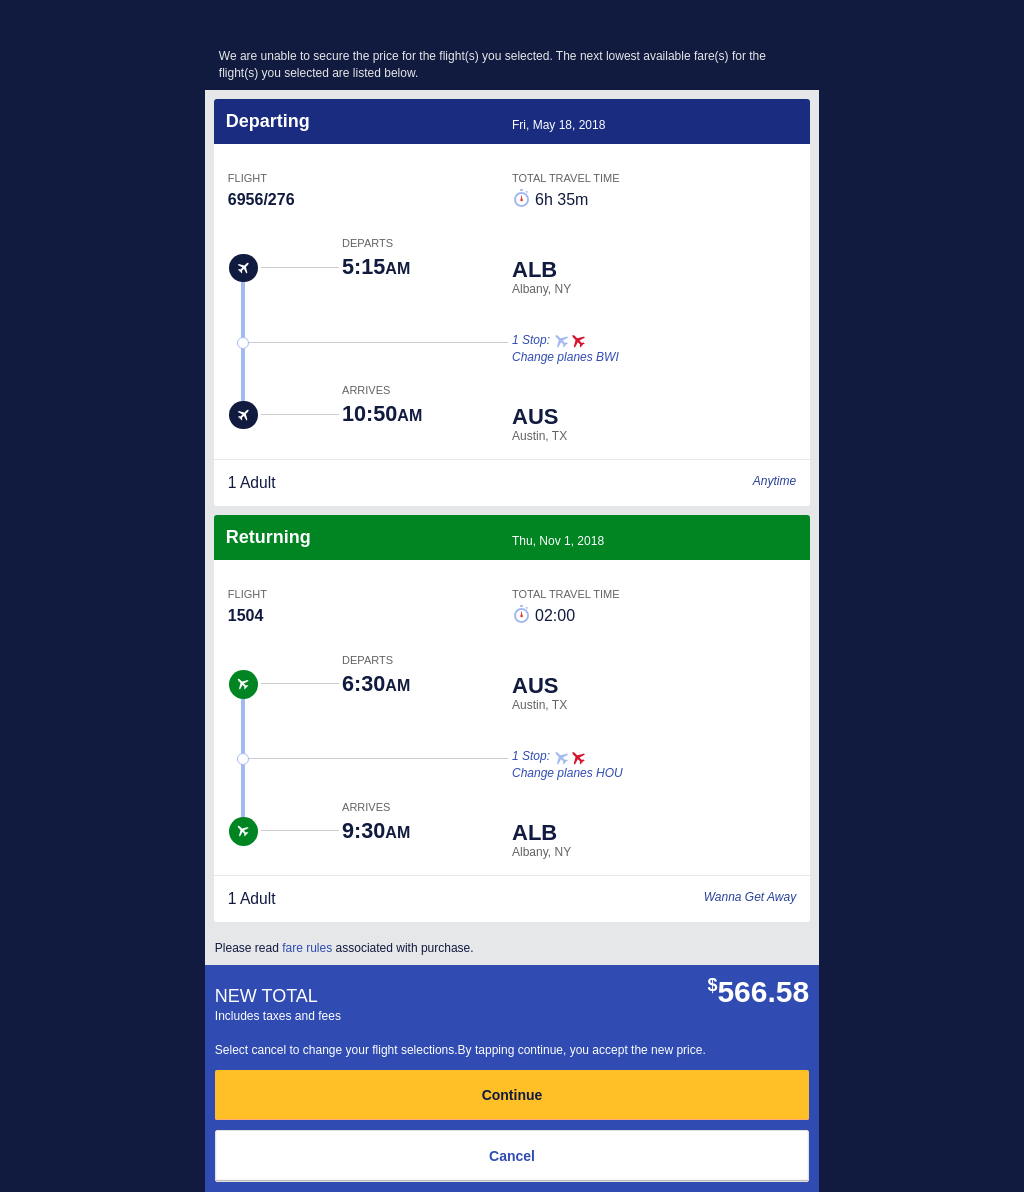 We are unable to secure the price for the flight(s) you selected. The next lowest available fare(s) for the
flight(s) you selected are listed below.
Departing
Fri, May 18, 2018
FLIGHT
TOTAL TRAVEL TIME
6956/276
6h 35m
DEPARTS
5:15AM
ALB
Albany, NY
1 Stop:
Change planes BWI
ARRIVES
10:50AM
AUS
Austin, TX
1 Adult
Anytime
Returning
Thu, Nov 1, 2018
FLIGHT
TOTAL TRAVEL TIME
1504
02:00
DEPARTS
6:30AM
AUS
Austin, TX
1 Stop:
Change planes HOU
ARRIVES
9:30AM
ALB
Albany, NY
1 Adult
Wanna Get Away
Please read fare rules associated with purchase.
NEW TOTAL
$566.58
Includes taxes and fees
Select cancel to change your flight selections.By tapping continue, you accept the new price.
Continue
Cancel